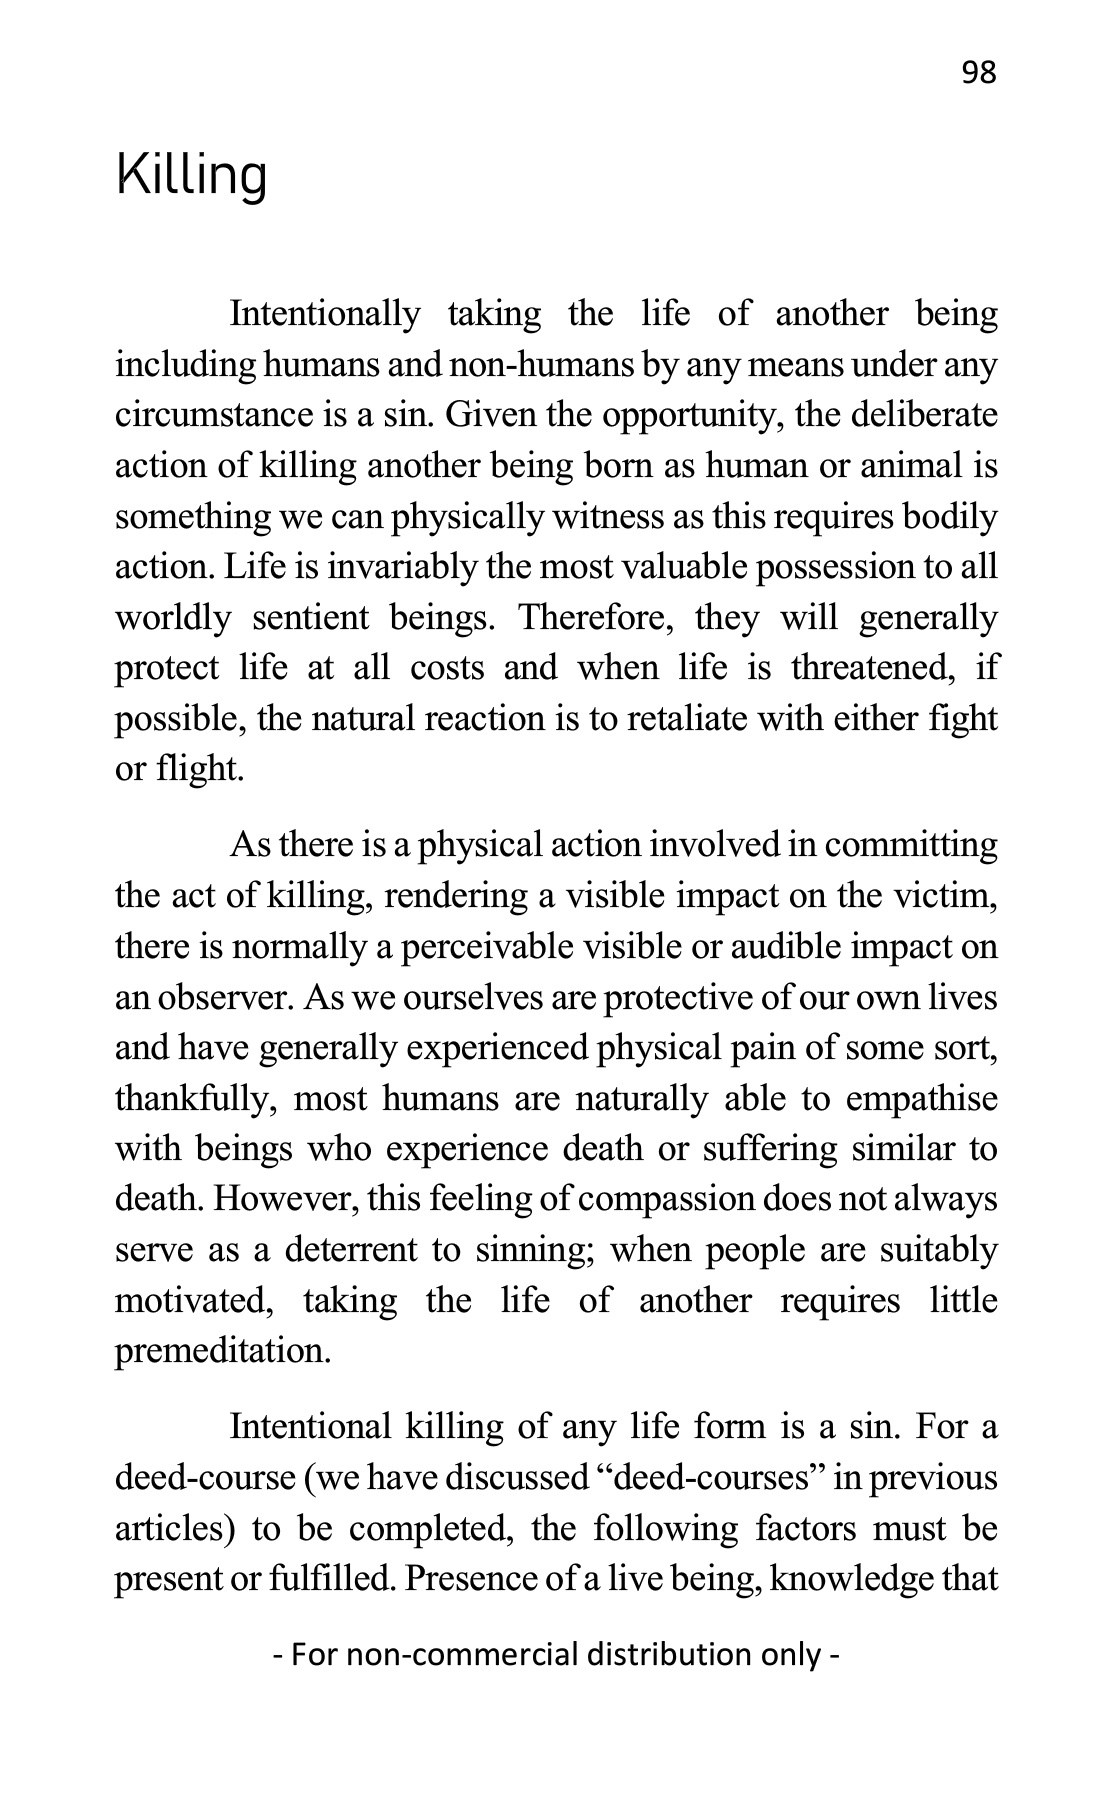 98
Killing
Intentionally taking the life of another being
including humans and non-humans by any means under any
circumstance is a sin. Given the opportunity, the deliberate
action of killing another being born as human or animal is
something we can physically witness as this requires bodily
action. Life is invariably the most valuable possession to all
worldly sentient beings. Therefore, they will generally
protect life at all costs and when life is threatened, if
possible, the natural reaction is to retaliate with either fight
or flight.
As there is a physical action involved in committing
the act of killing, rendering a visible impact on the victim,
there is normally a perceivable visible or audible impact on
an observer. As we ourselves are protective of our own lives
and have generally experienced physical pain of some sort,
thankfully, most humans are naturally able to empathise
with beings who experience death or suffering similar to
death. However, this feeling of compassion does not always
serve as a deterrent to sinning; when people are suitably
motivated, taking the life of another requires little
premeditation.
Intentional killing of any life form is a sin. For a
deed-course (we have discussed “deed-courses” in previous
articles) to be completed, the following factors must be
present or fulfilled. Presence of a live being, knowledge that
- For non-commercial distribution only -